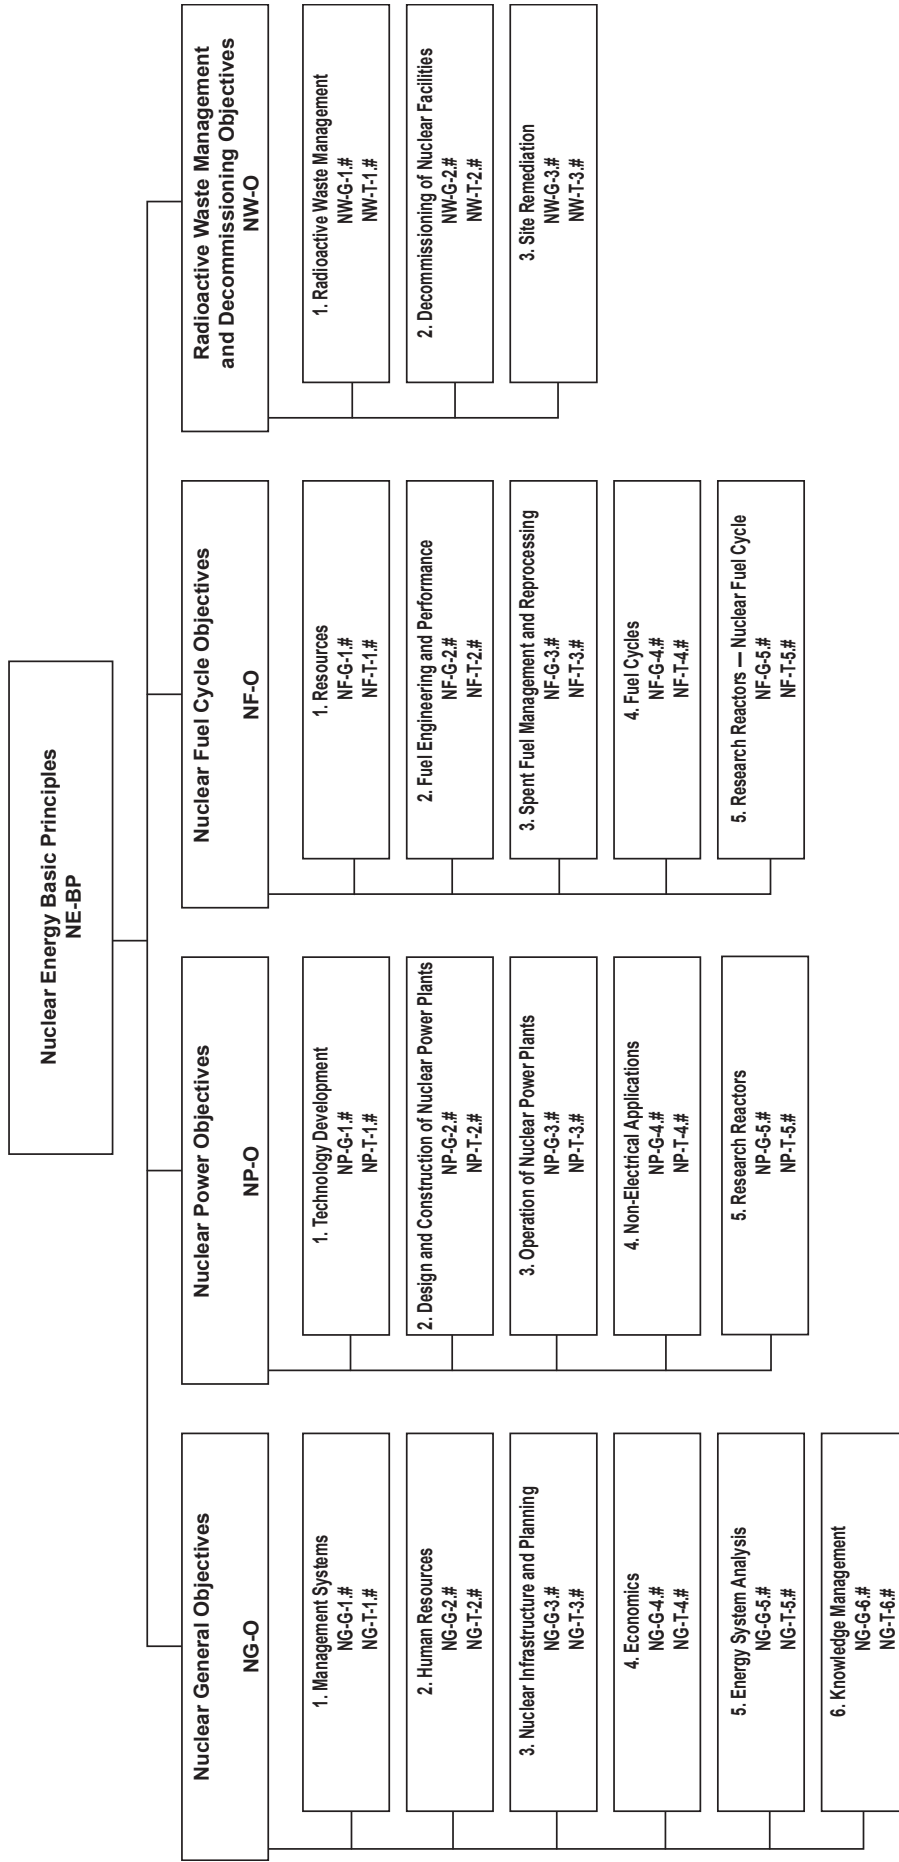 Nuclear Energy Basic Principles
NE-BP
Nuclear General Objectives
NG-O
1. Management Systems
NG-G-1.#
NG-T-1.#
2. Human Resources
NG-G-2.#
NG-T-2.#
3. Nuclear Infrastructure and Planning
NG-G-3.#
NG-T-3.#
4. Economics
NG-G-4.#
NG-T-4.#
5. Energy System Analysis
NG-G-5.#
NG-T-5.#
6. Knowledge Management
NG-G-6.#
NG-T-6.#
Nuclear Power Objectives
NP-O
1. Technology Development
NP-G-1.#
NP-T-1.#
2. Design and Construction of Nuclear Power Plants
NP-G-2.#
NP-T-2.#
3. Operation of Nuclear Power Plants
NP-G-3.#
NP-T-3.#
4. Non-Electrical Applications
NP-G-4.#
NP-T-4.#
5. Research Reactors
NP-G-5.#
NP-T-5.#
Nuclear Fuel Cycle Objectives
NF-O
1. Resources
NF-G-1.#
NF-T-1.#
2. Fuel Engineering and Performance
NF-G-2.#
NF-T-2.#
3. Spent Fuel Management and Reprocessing
NF-G-3.#
NF-T-3.#
4. Fuel Cycles
NF-G-4.#
NF-T-4.#
5. Research Reactors — Nuclear Fuel Cycle
NF-G-5.#
NF-T-5.#
Radioactive Waste Management
and Decommissioning Objectives
NW-O
1. Radioactive Waste Management
NW-G-1.#
NW-T-1.#
2. Decommissioning of Nuclear Facilities
NW-G-2.#
NW-T-2.#
3. Site Remediation
NW-G-3.#
NW-T-3.#